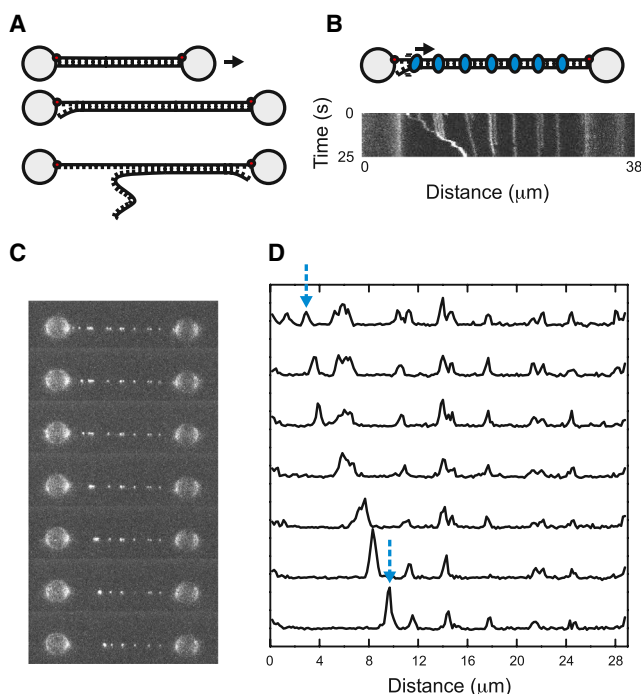 A
B
Time (s)
0
25
0
38
Distance (μm)
C
D
0
4
8
12
16
20
24
28
Distance (μm)